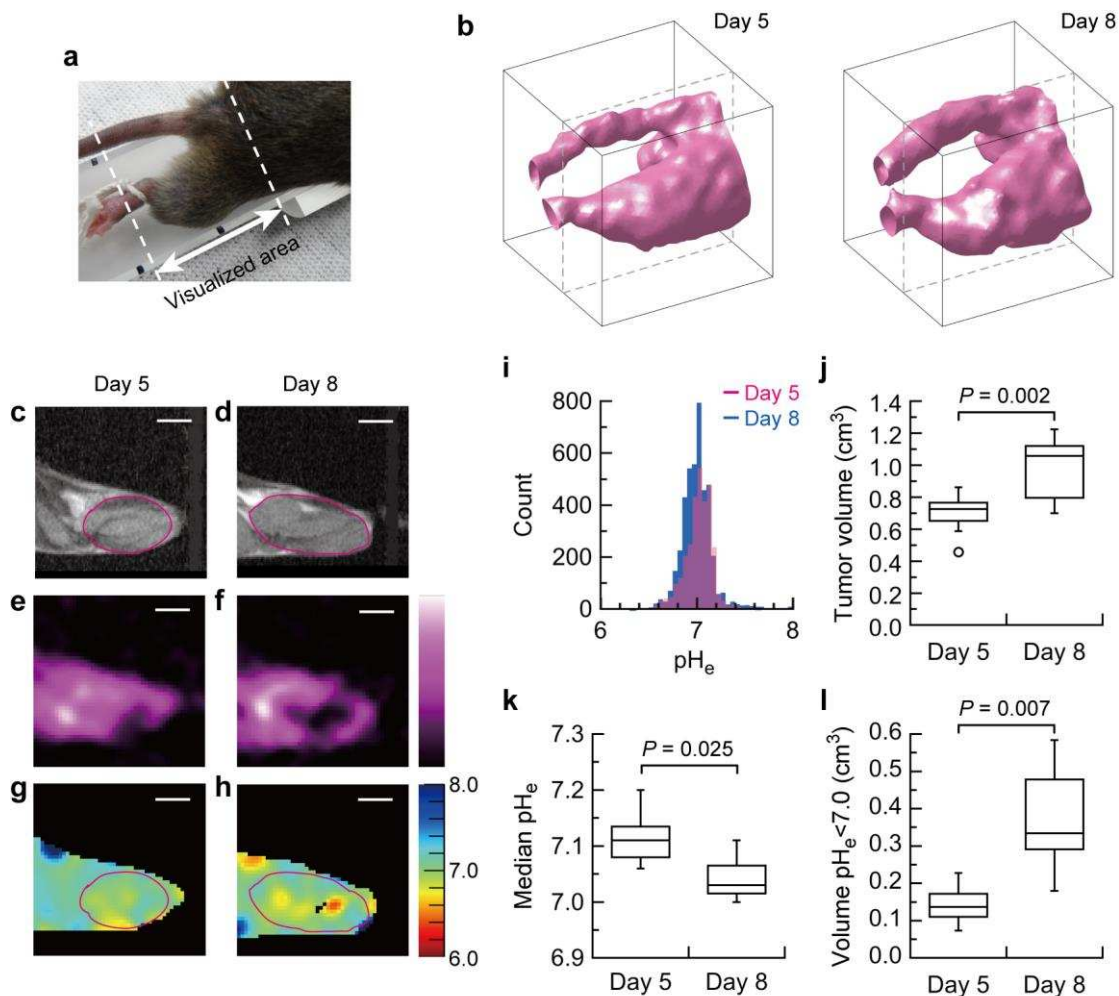 a
Visualized area
b
Day 5
Day 8
Day 5
Day 8
c
d
e
f
g
h
8.0
7.0
6.0
i
Day 5
Day 8
Count
800
600
400
200
0
6
7
8
pHe
j
P = 0.002
Tumor volume (cm³)
1.4
1.2
1.0
0.8
0.6
0.4
0.2
0.0
Day 5
Day 8
k
P = 0.025
Median pHe
7.3
7.2
7.1
7.0
6.9
Day 5
Day 8
l
P = 0.007
Volume pHe<7.0 (cm³)
0.6
0.5
0.4
0.3
0.2
0.1
0.0
Day 5
Day 8